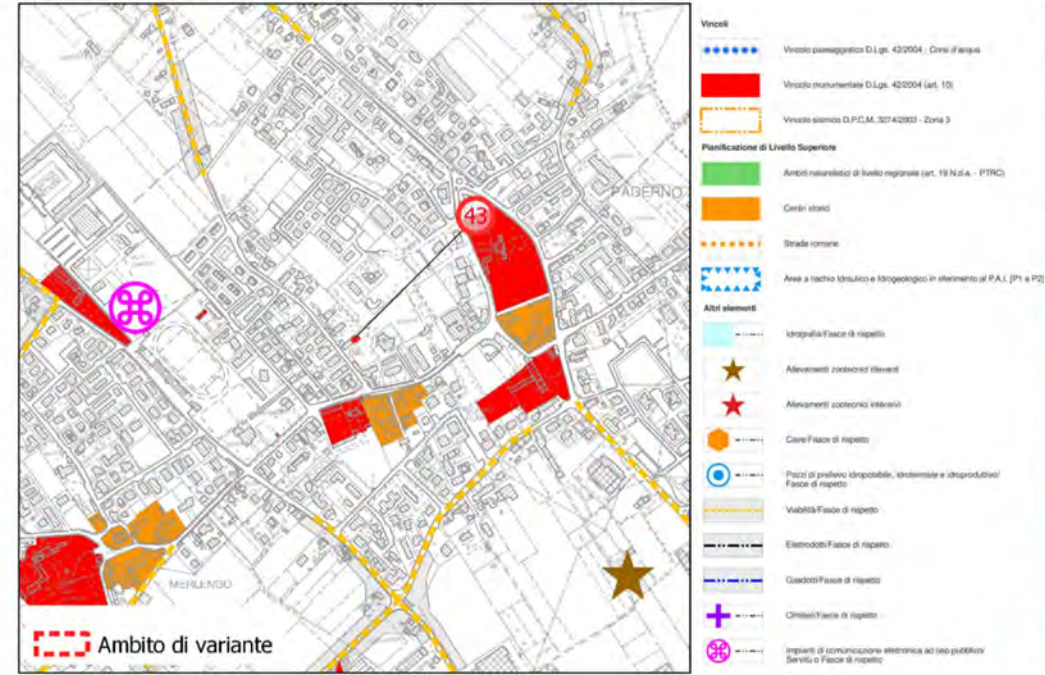 PADERNO
43
MERLENGO
Ambito di variante
Vincoli
Vincolo paesaggistico D.Lgs. 42/2004 - Corsi d'acqua
Vincolo monumentale D.Lgs. 42/2004 (art. 10)
Vincolo sismico D.P.C.M. 3274/2003 - Zona 3
Pianificazione di Livello Superiore
Ambiti naturalistici di livello regionale (art. 19 N.d.a. - PTRC)
Centri storici
Strade romane
Aree a rischio Idraulico e Idrogeologico in riferimento al P.A.I. [P1 e P2]
Altri elementi
Idrografia/Fasce di rispetto
Allevamenti zootecnici rilevanti
Allevamenti zootecnici intensivi
Cave/Fasce di rispetto
Pozzi di prelievo idropotabile, idrotermale e idroproduttivo/
Fasce di rispetto
Viabilità/Fasce di rispetto
Elettrodotti/Fasce di rispetto
Gasdotti/Fasce di rispetto
Cimiteri/Fasce di rispetto
Impianti di comunicazione elettronica ad uso pubblico/
Servitù o Fasce di rispetto